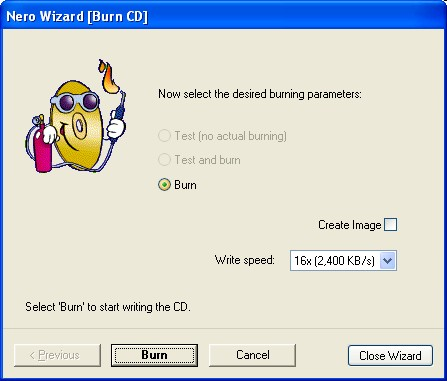 Nero Wizard [Burn CD]
Now select the desired burning parameters:
Test (no actual burning)
Test and burn
Burn
Create Image
Write speed:
16x (2,400 KB/s)
Select 'Burn' to start writing the CD.
< Previous
Burn
Cancel
Close Wizard